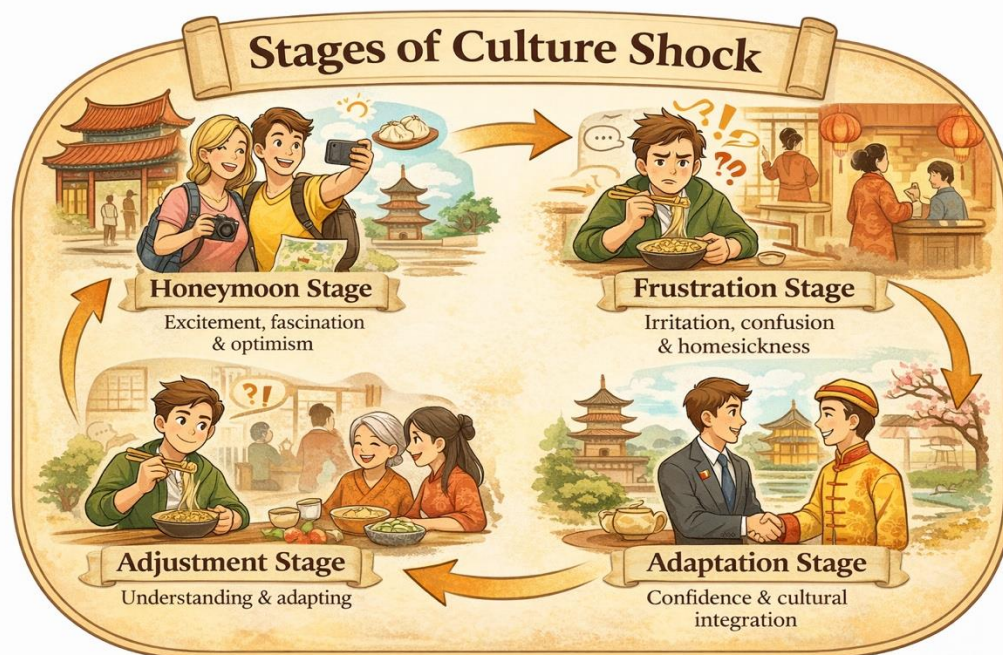 Stages of Culture Shock
?!
??
Honeymoon Stage
Excitement, fascination
& optimism
Frustration Stage
Irritation, confusion
& homesickness
?!
Adjustment Stage
Understanding & adapting
Adaptation Stage
Confidence & cultural
integration